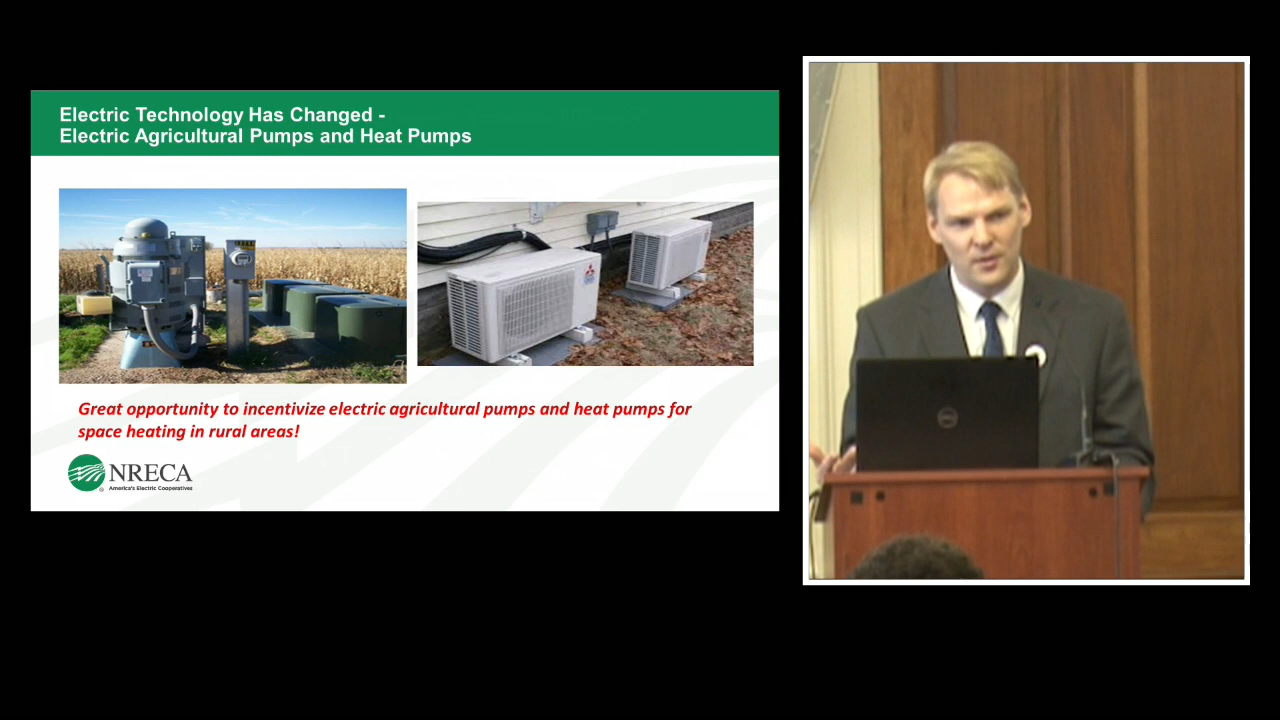 Electric Technology Has Changed -
Electric Agricultural Pumps and Heat Pumps
Great opportunity to incentivize electric agricultural pumps and heat pumps for
space heating in rural areas!
NRECA
America's Electric Cooperatives
DELL